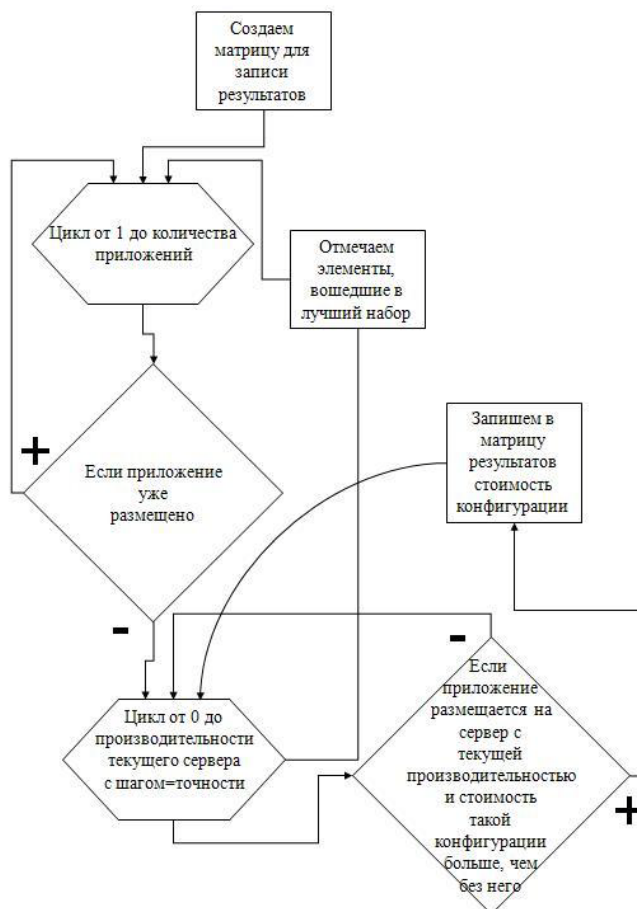 Создаем
матрицу для
записи
результатов
Цикл от 1 до количества
приложений
Отмечаем
элементы,
вошедшие в
лучший набор
+
Если приложение
уже
размещено
Запишем в
матрицу
результатов
стоимость
конфигурации
-
-
Цикл от 0 до
производительности
текущего сервера
с шагом=точности
Если
приложение
размещается на
сервер с
текущей
производительностью
и стоимость
такой
конфигурации
больше, чем
без него
+